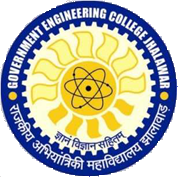 GOVERNMENT ENGINEERING COLLEGE JHALAWAR
ज्ञानं विज्ञान सहितम्
राजकीय अभियांत्रिकी महाविद्यालय झालावाड़